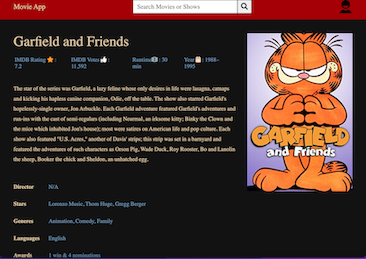 Movie App
Search Movies or Shows
Garfield and Friends
IMDB Rating : 7.2
IMDB Votes : 11,592
Runtime : 30 min
Year : 1988–1995
The star of the series was Garfield, a lazy feline whose only desires in life were lasagna, catnaps
and kicking his hapless canine companion, Odie, off the table. The show also starred Garfield's
hopelessly-single owner, Jon Arbuckle. Each Garfield adventure featured Garfield's adventures and
run-ins with the cast of semi-regulars (including Neurmal, an irksome kitty; Binky the Clown and
the mice which inhabited Jon's house); most were satires on American life and pop culture. Each
show also featured "U.S. Acres," another of Davis' strips; this strip was set in a barnyard and
featured the adventures of such characters as Orson Pig, Wade Duck, Roy Rooster, Bo and Lanolin
the sheep, Booker the chick and Sheldon, an unhatched egg.
Director N/A
Stars Lorenzo Music, Thom Huge, Gregg Berger
Generes Animation, Comedy, Family
Languages English
Awards 1 win & 4 nominations
GARFIELD
and Friends